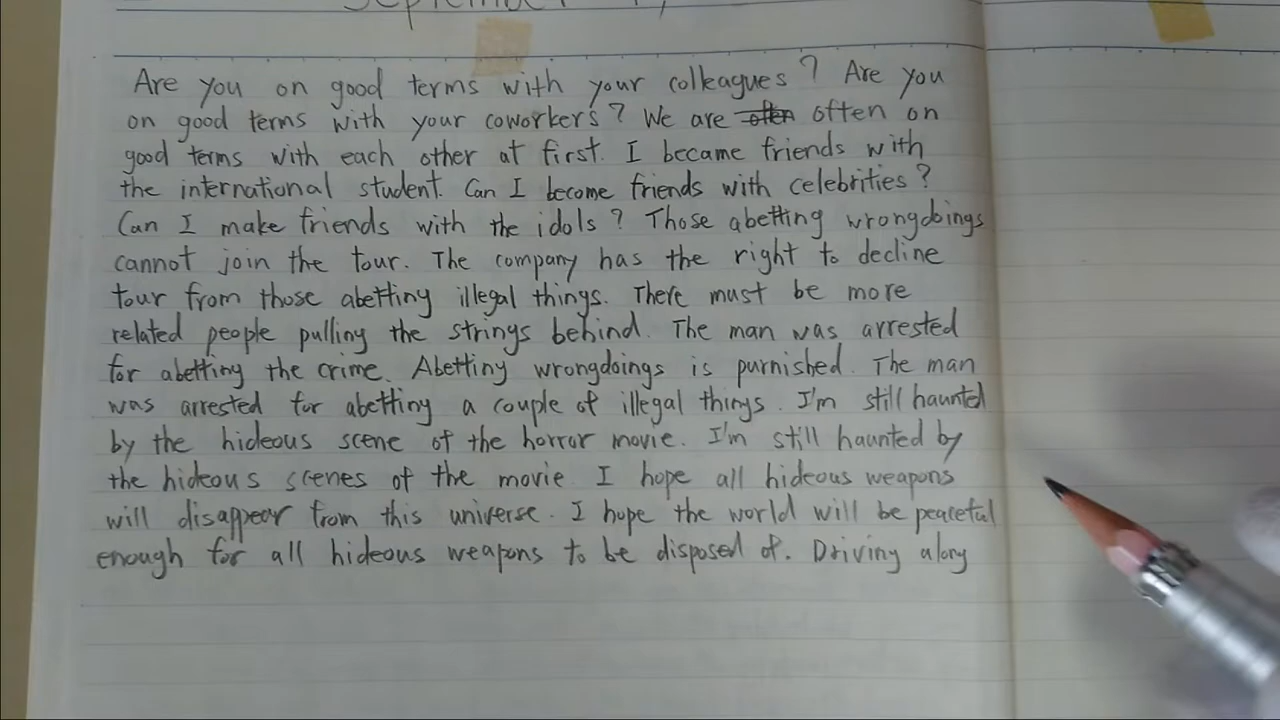 September
Are you on good terms with your colleagues? Are you
on good terms with your coworkers? We are often often on
good terms with each other at first. I became friends with
the international student. Can I become friends with celebrities?
Can I make friends with the idols? Those abetting wrongdoings
cannot join the tour. The company has the right to decline
tour from those abetting illegal things. There must be more
related people pulling the strings behind. The man was arrested
for abetting the crime. Abetting wrongdoings is purnished. The man
was arrested for abetting a couple of illegal things. I'm still haunted
by the hideous scene of the horror movie. I'm still haunted by
the hideous scenes of the movie. I hope all hideous weapons
will disappear from this universe. I hope the world will be peaceful
enough for all hideous weapons to be disposed of. Driving along